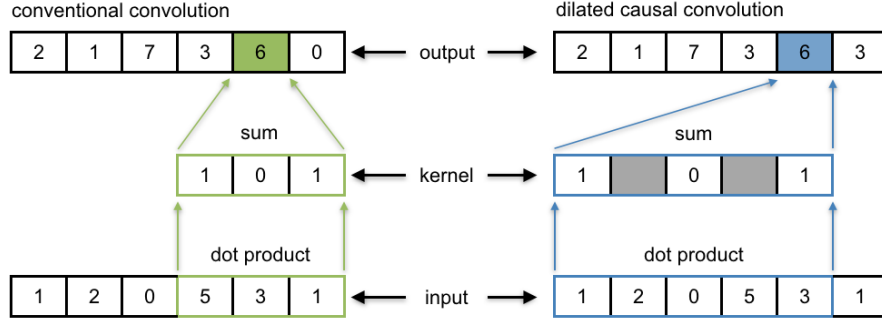 conventional convolution
dilated causal convolution
2 1 7 3 6 0
output
2 1 7 3 6 3
sum
sum
1 0 1
kernel
1 0 1
dot product
dot product
1 2 0 5 3 1
input
1 2 0 5 3 1